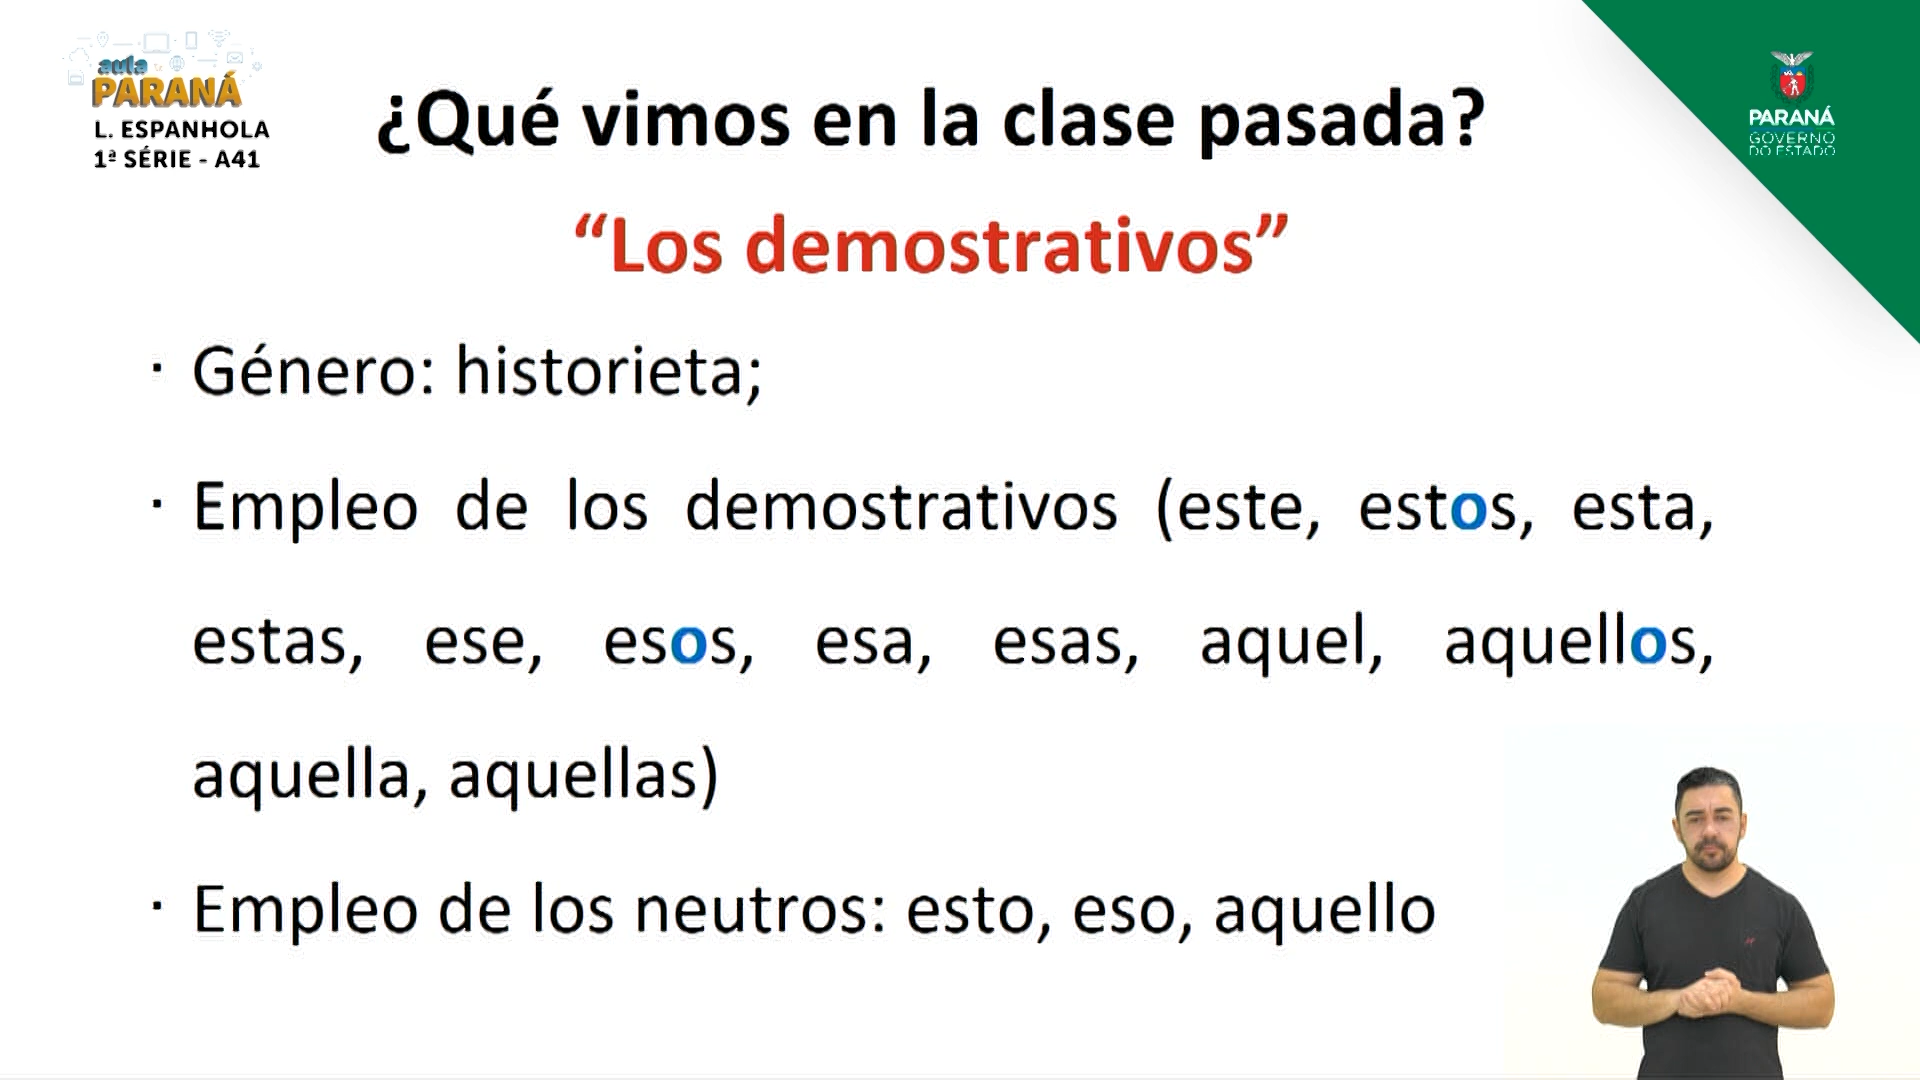 aula
PARANÁ
L. ESPANHOLA
1ª SÉRIE - A41
¿Qué vimos en la clase pasada?
“Los demostrativos”
PARANÁ
GOVERNO
DO ESTADO
· Género: historieta;
· Empleo de los demostrativos (este, estos, esta,
estas, ese, esos, esa, esas, aquel, aquellos,
aquella, aquellas)
· Empleo de los neutros: esto, eso, aquello